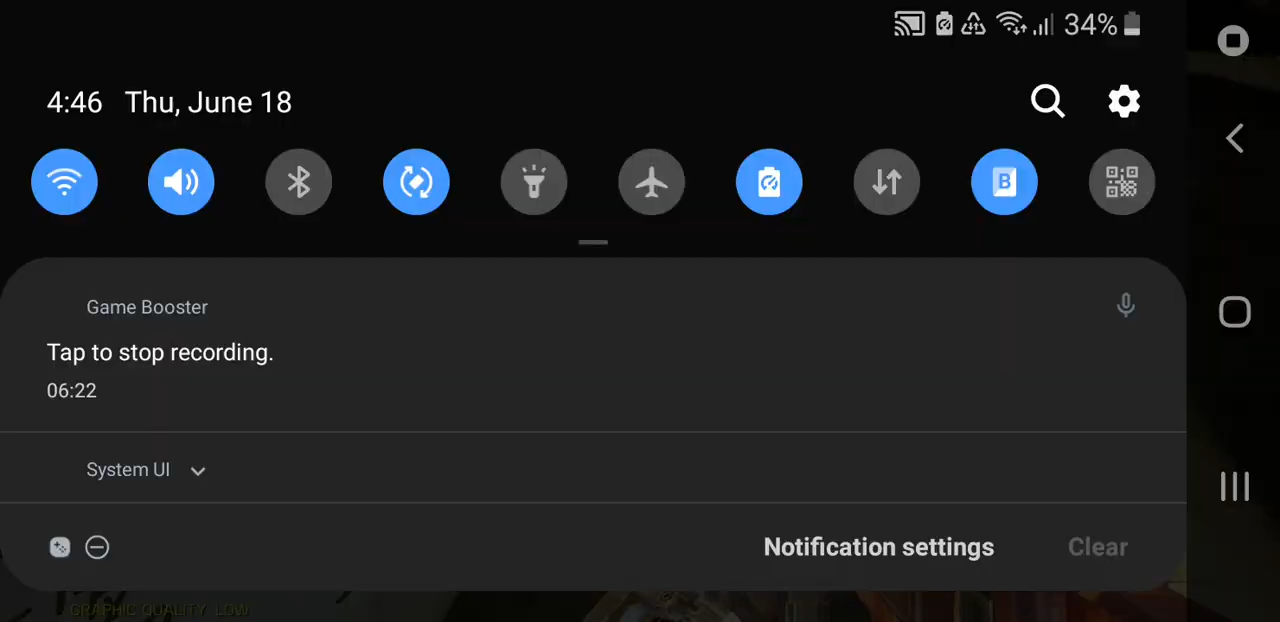 34%
4:46 Thu, June 18
B
Game Booster
Tap to stop recording.
06:22
System UI
Notification settings Clear
GRAPHIC QUALITY LOW